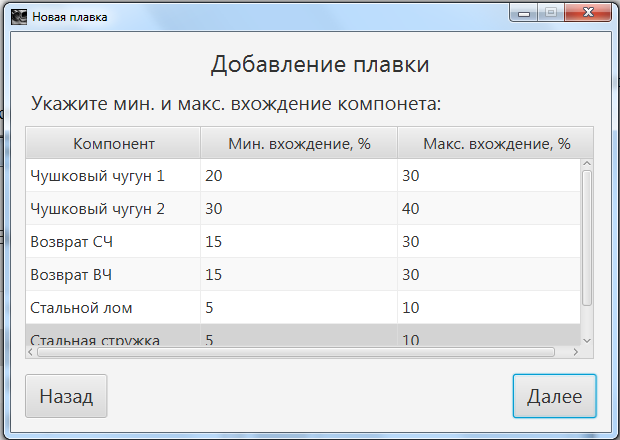 Новая плавка
Добавление плавки
Укажите мин. и макс. вхождение компонета:
Компонент Мин. вхождение, % Макс. вхождение, %
Чушковый чугун 1 20 30
Чушковый чугун 2 30 40
Возврат СЧ 15 30
Возврат ВЧ 15 30
Стальной лом 5 10
Стальная стружка 5 10
Назад Далее